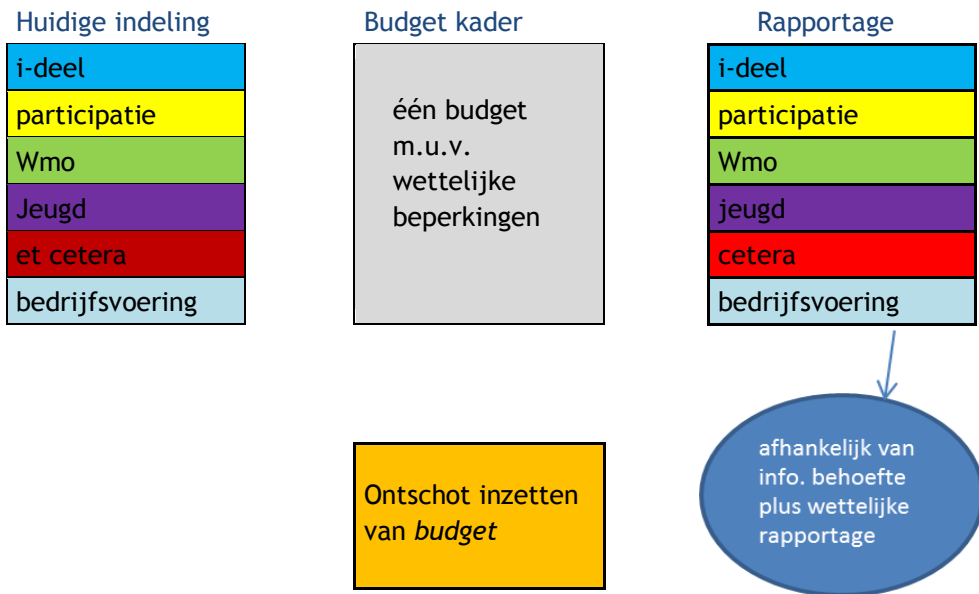 Huidige indeling
i-deel
participatie
Wmo
Jeugd
et cetera
bedrijfsvoering
Budget kader
één budget
m.u.v.
wettelijke
beperkingen
Ontschot inzetten
van budget
Rapportage
i-deel
participatie
Wmo
jeugd
cetera
bedrijfsvoering
afhankelijk van
info. behoefte
plus wettelijke
rapportage